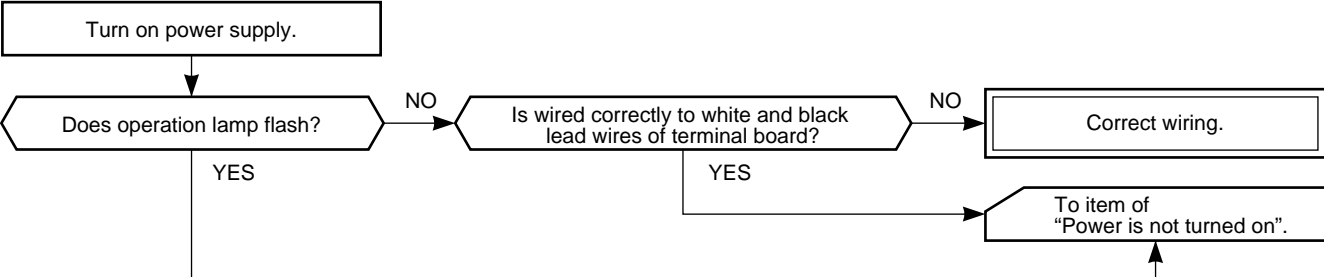 Turn on power supply.
Does operation lamp flash?
NO
Is wired correctly to white and black
lead wires of terminal board?
NO
Correct wiring.
YES
YES
To item of
“Power is not turned on”.